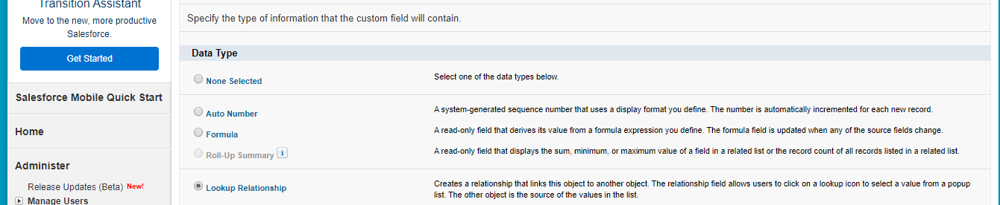 Transition Assistant
Move to the new, more productive
Salesforce.
Get Started
Salesforce Mobile Quick Start
Home
Administer
Release Updates (Beta) New!
Manage Users
Specify the type of information that the custom field will contain.
Data Type
None Selected Select one of the data types below.
Auto Number A system-generated sequence number that uses a display format you define. The number is automatically incremented for each new record.
Formula A read-only field that derives its value from a formula expression you define. The formula field is updated when any of the source fields change.
Roll-Up Summary i A read-only field that displays the sum, minimum, or maximum value of a field in a related list or the record count of all records listed in a related list.
Lookup Relationship Creates a relationship that links this object to another object. The relationship field allows users to click on a lookup icon to select a value from a popup
list. The other object is the source of the values in the list.